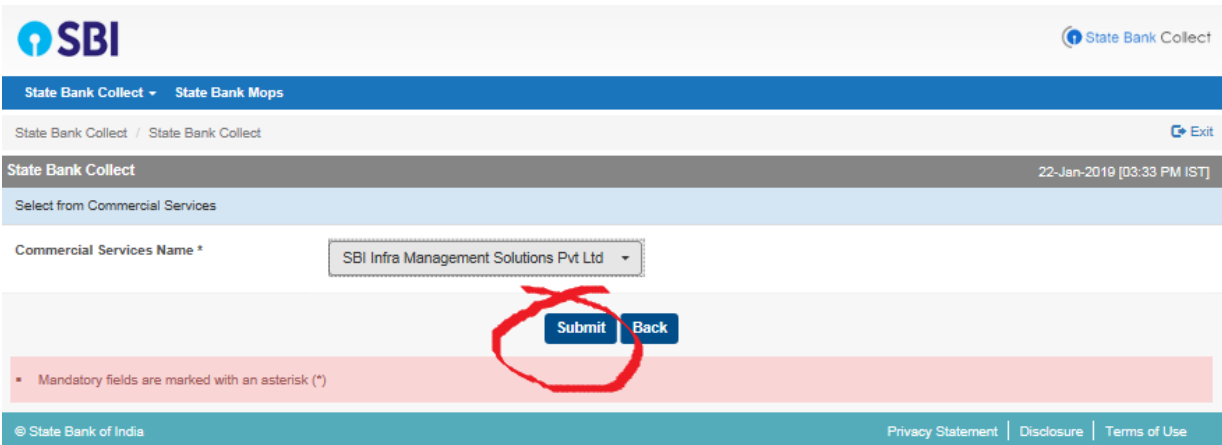 SBI
State Bank Collect
State Bank Collect State Bank Mops
State Bank Collect / State Bank Collect Exit
State Bank Collect 22-Jan-2019 [03:33 PM IST]
Select from Commercial Services
Commercial Services Name * SBI Infra Management Solutions Pvt Ltd
Submit Back
▪ Mandatory fields are marked with an asterisk (*)
© State Bank of India Privacy Statement | Disclosure | Terms of Use